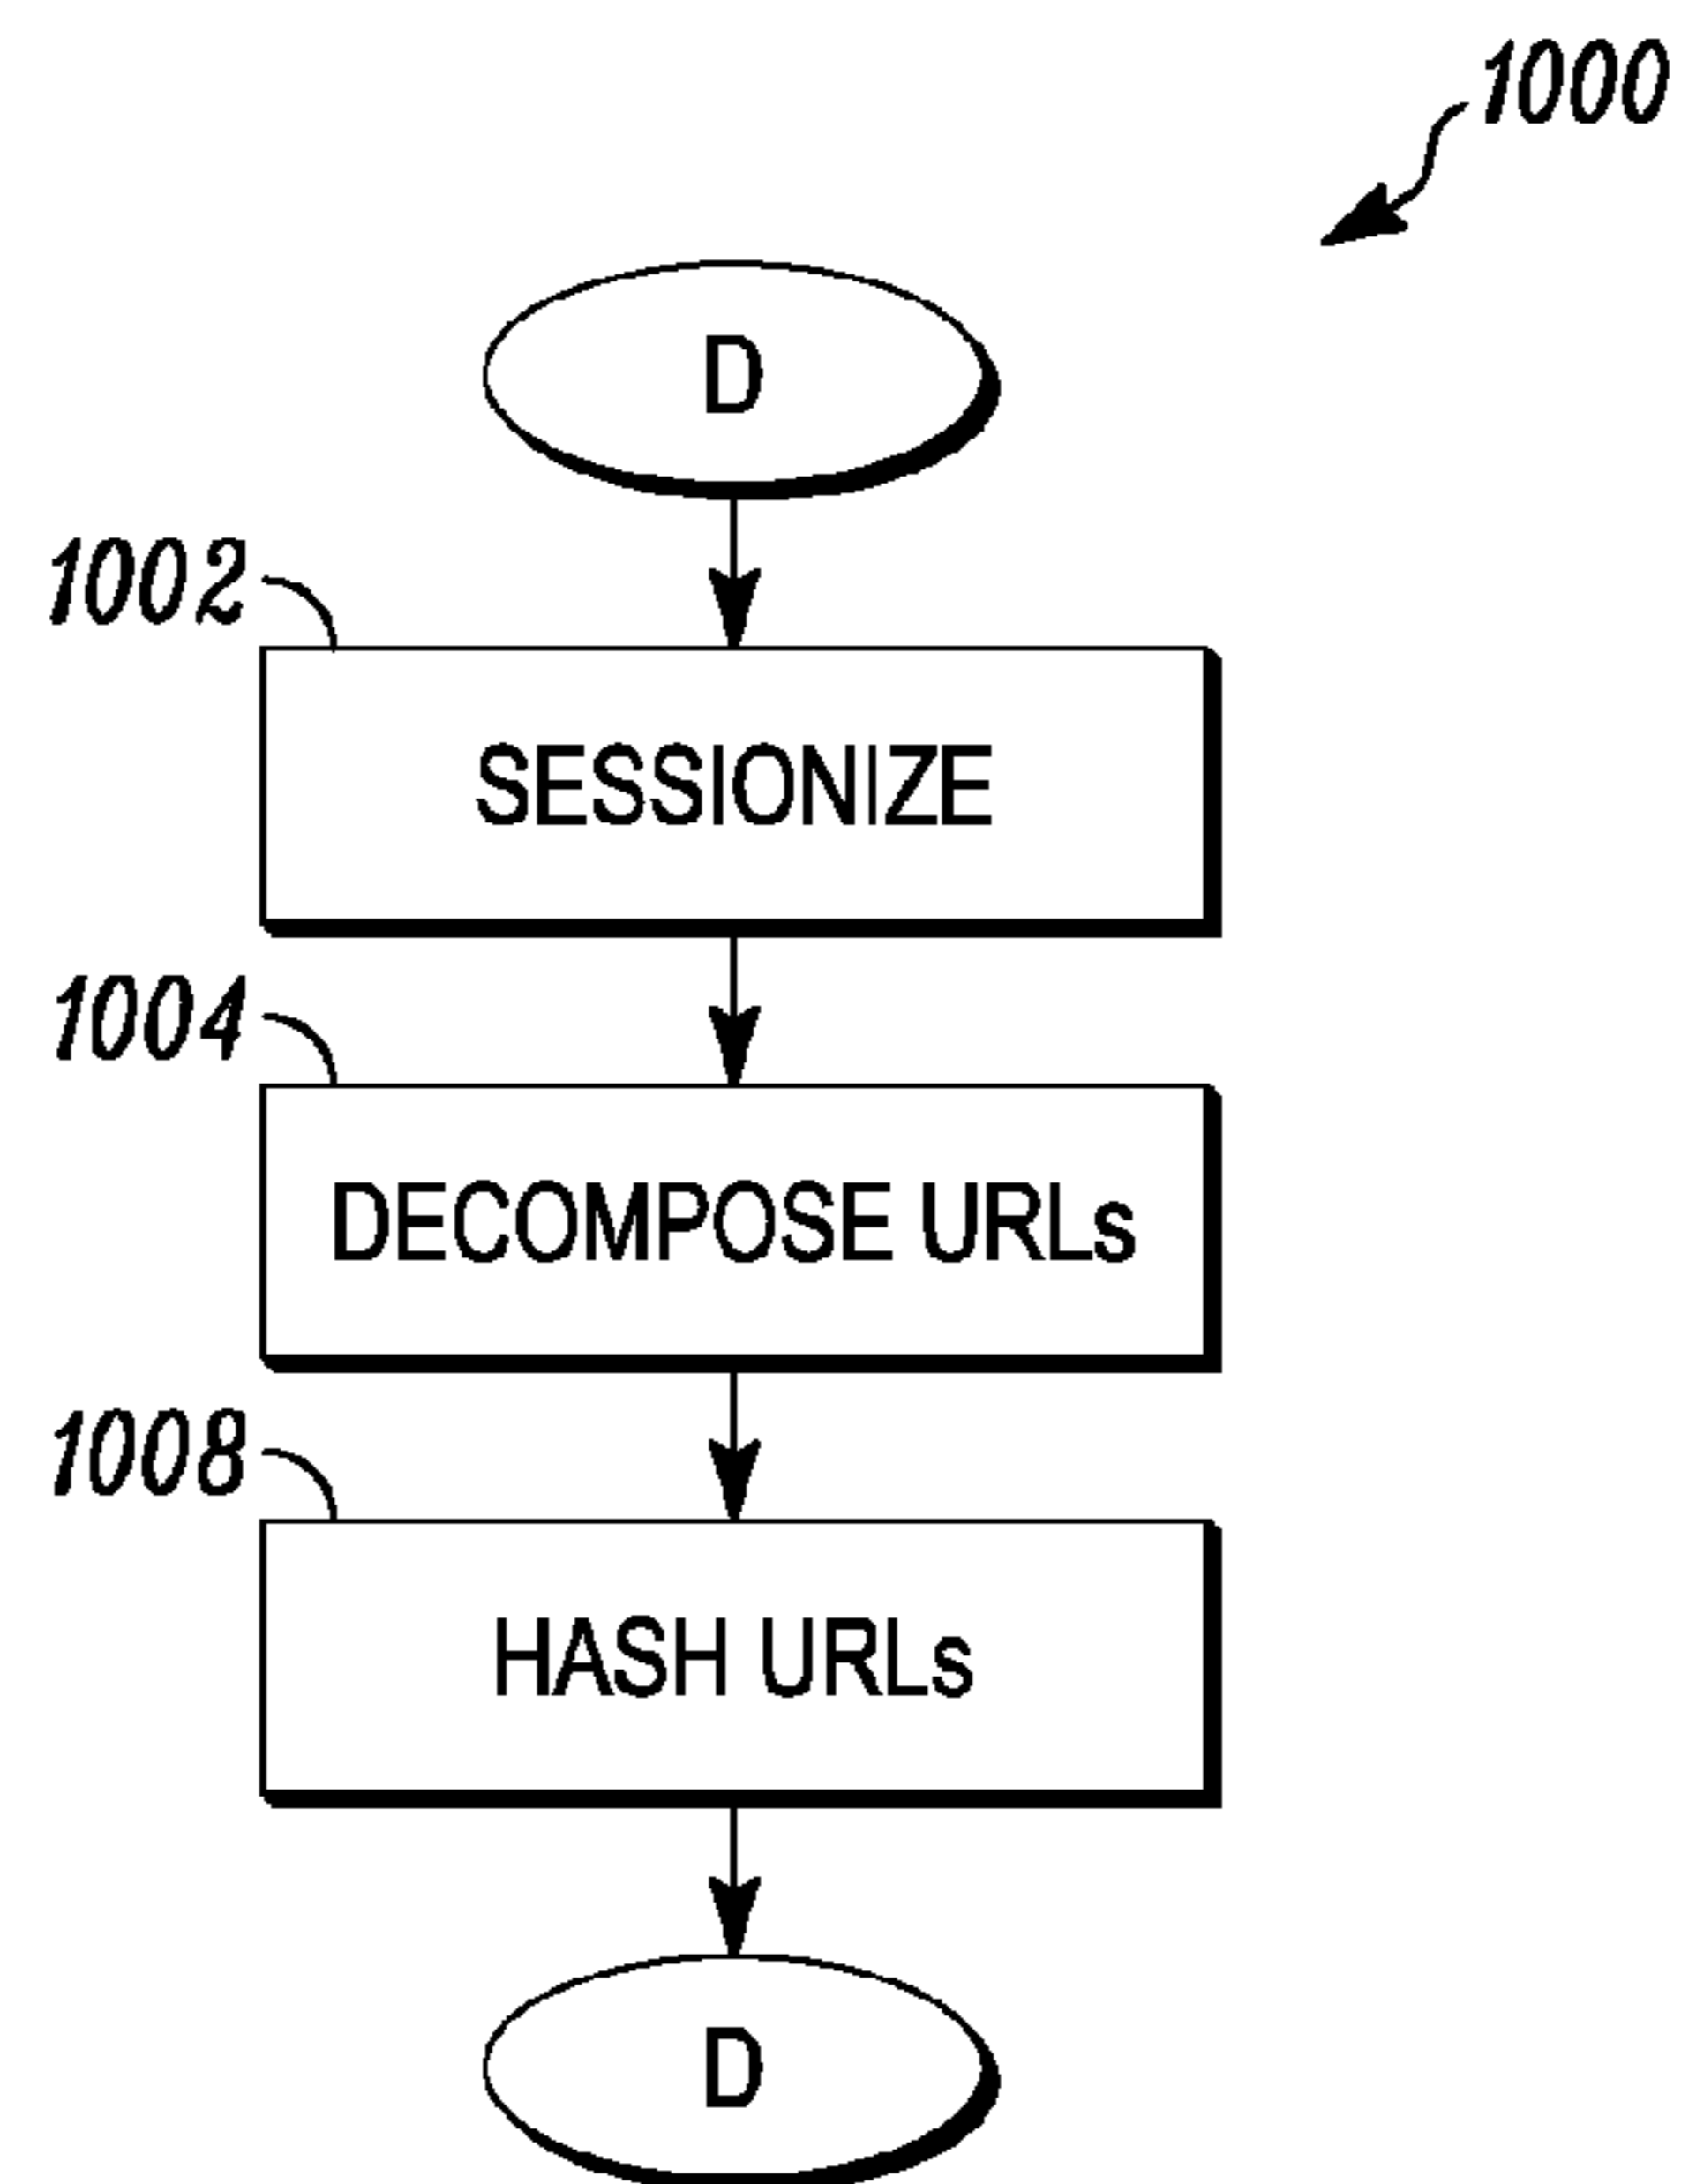 1000
D
1002
SESSIONIZE
1004
DECOMPOSE URLs
1008
HASH URLs
D